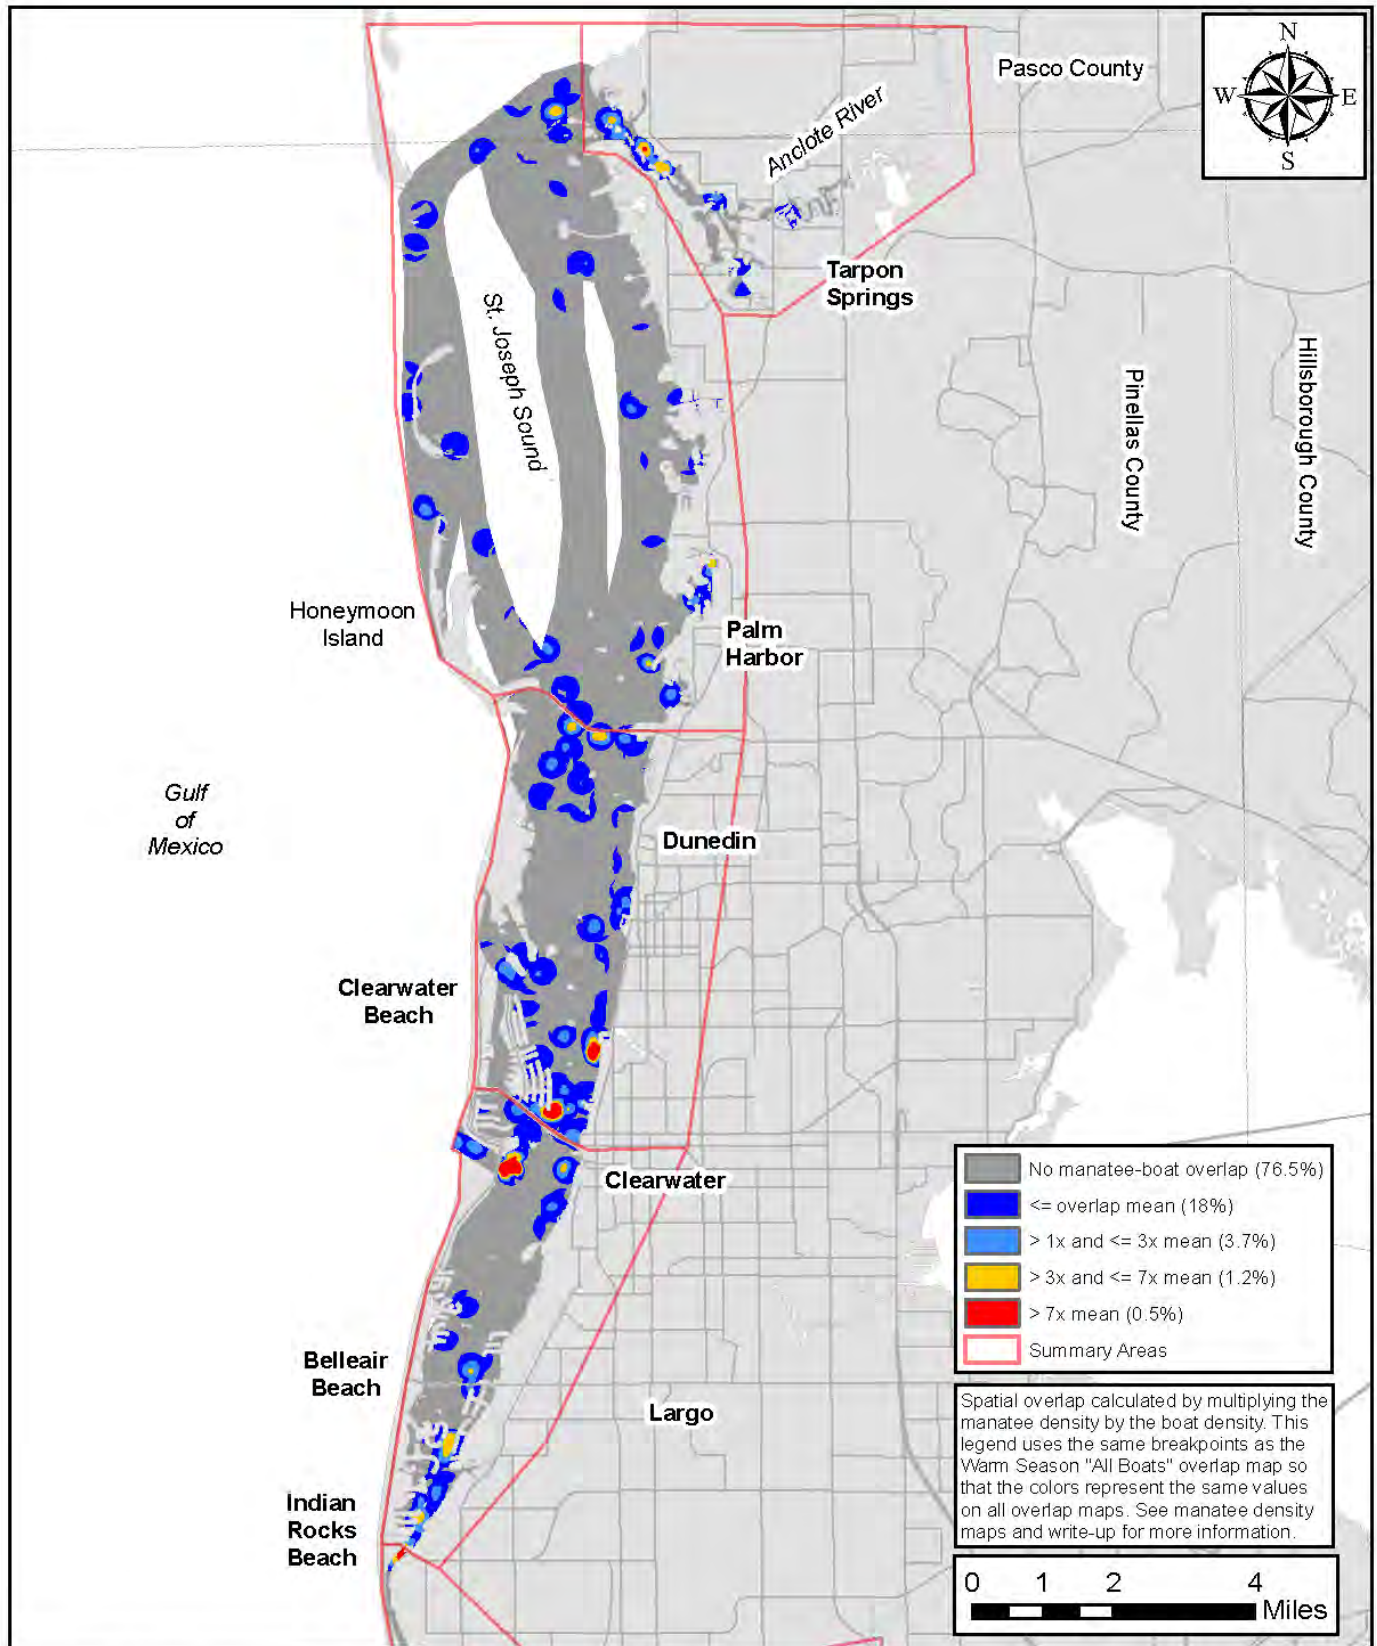 N
W
E
S
Pasco County
Anclote River
Tarpon
Springs
St. Joseph Sound
Pinellas County
Hillsborough County
Honeymoon
Island
Palm
Harbor
Gulf
of
Mexico
Dunedin
Clearwater
Beach
Clearwater
Belleair
Beach
Largo
Indian
Rocks
Beach
No manatee-boat overlap (76.5%)
<= overlap mean (18%)
> 1x and <= 3x mean (3.7%)
> 3x and <= 7x mean (1.2%)
> 7x mean (0.5%)
Summary Areas
Spatial overlap calculated by multiplying the
manatee density by the boat density. This
legend uses the same breakpoints as the
Warm Season "All Boats" overlap map so
that the colors represent the same values
on all overlap maps. See manatee density
maps and write-up for more information.
0 1 2 4
Miles